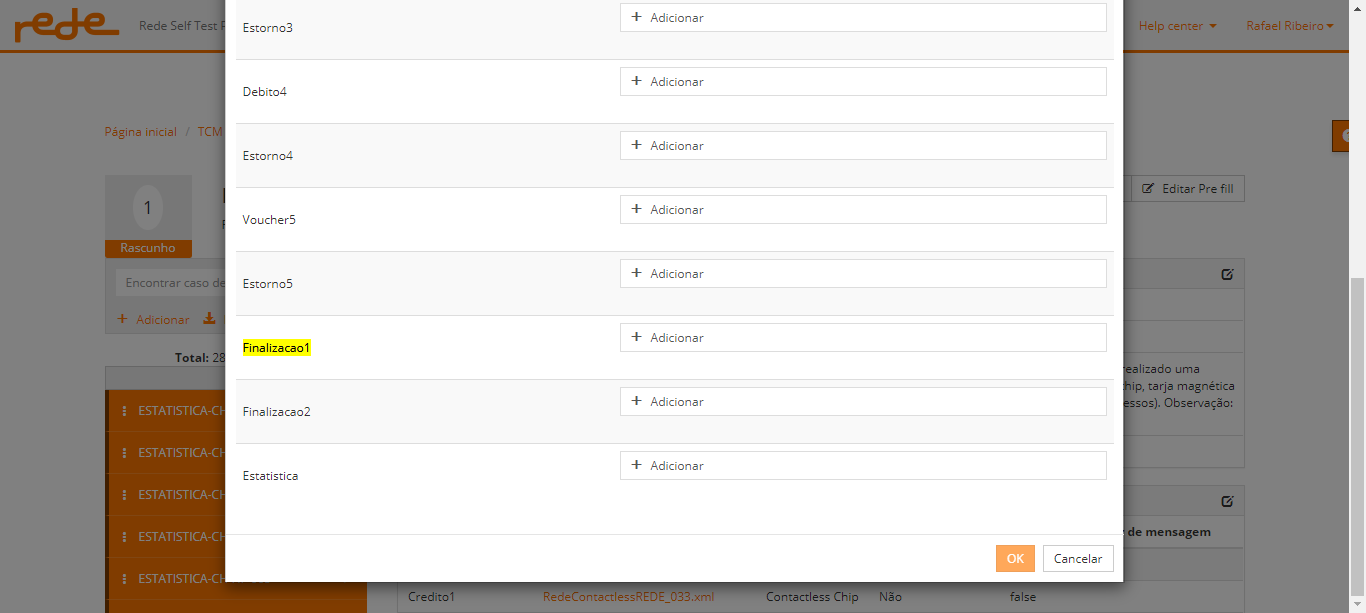 rede
Rede Self Test
Help center
Rafael Ribeiro
Estorno3
+ Adicionar
Debito4
+ Adicionar
Página inicial / TCM
Estorno4
+ Adicionar
1
Rascunho
Editar Pre fill
Voucher5
+ Adicionar
Encontrar caso de
Estorno5
+ Adicionar
+ Adicionar
Finalizacao1
+ Adicionar
Total: 28
realizado uma
chip, tarja magnética
essos). Observação:
Finalizacao2
+ Adicionar
ESTATISTICA-CH
ESTATISTICA-CH
Estatistica
+ Adicionar
ESTATISTICA-CH
ESTATISTICA-CH
de mensagem
OK
Cancelar
ESTATISTICA-CH
Credito1
RedeContactlessREDE_033.xml
Contactless Chip
Não
false